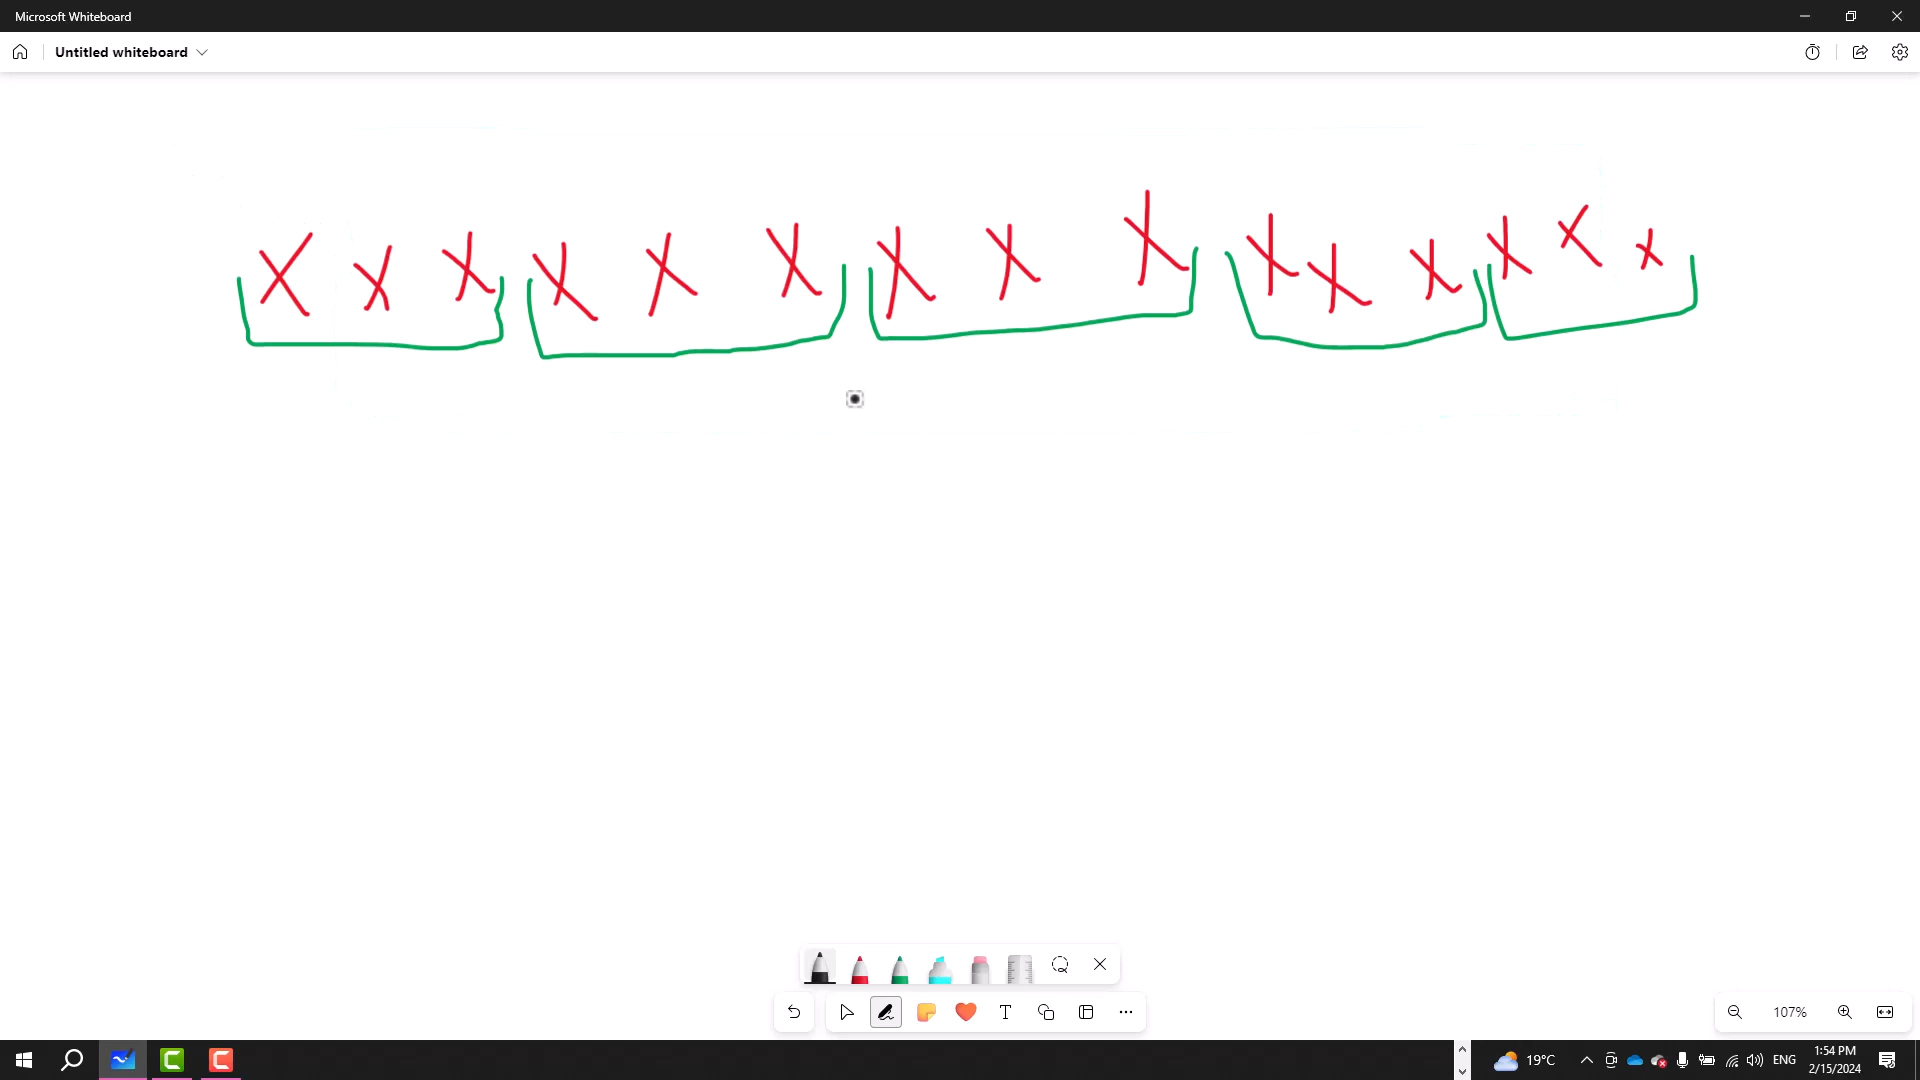 Microsoft Whiteboard
Untitled whiteboard
X X X X X X X X X X X X X X X
T
107%
19°C
ENG
1:54 PM
2/15/2024